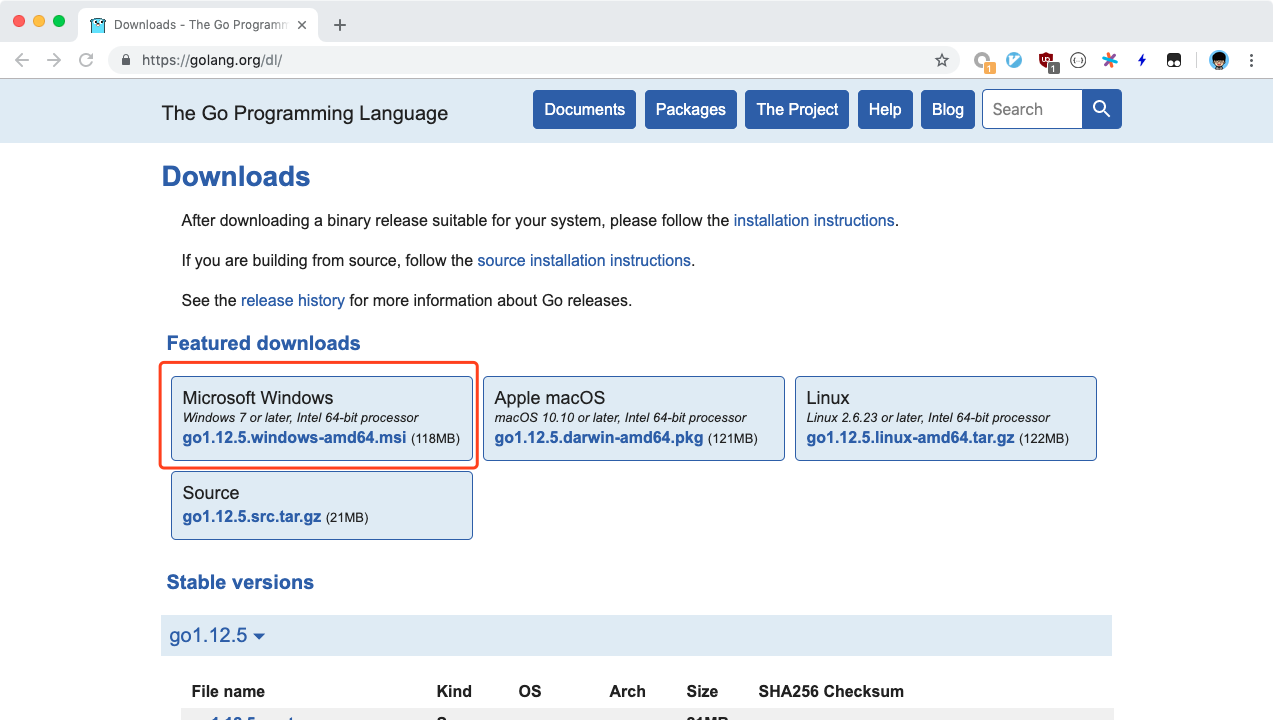 Downloads - The Go Programm
https://golang.org/dl/
1
1
The Go Programming Language
Documents
Packages
The Project
Help
Blog
Search
Downloads
After downloading a binary release suitable for your system, please follow the installation instructions.
If you are building from source, follow the source installation instructions.
See the release history for more information about Go releases.
Featured downloads
Microsoft Windows
Windows 7 or later, Intel 64-bit processor
go1.12.5.windows-amd64.msi (118MB)
Apple macOS
macOS 10.10 or later, Intel 64-bit processor
go1.12.5.darwin-amd64.pkg (121MB)
Linux
Linux 2.6.23 or later, Intel 64-bit processor
go1.12.5.linux-amd64.tar.gz (122MB)
Source
go1.12.5.src.tar.gz (21MB)
Stable versions
go1.12.5
File name Kind OS Arch Size SHA256 Checksum